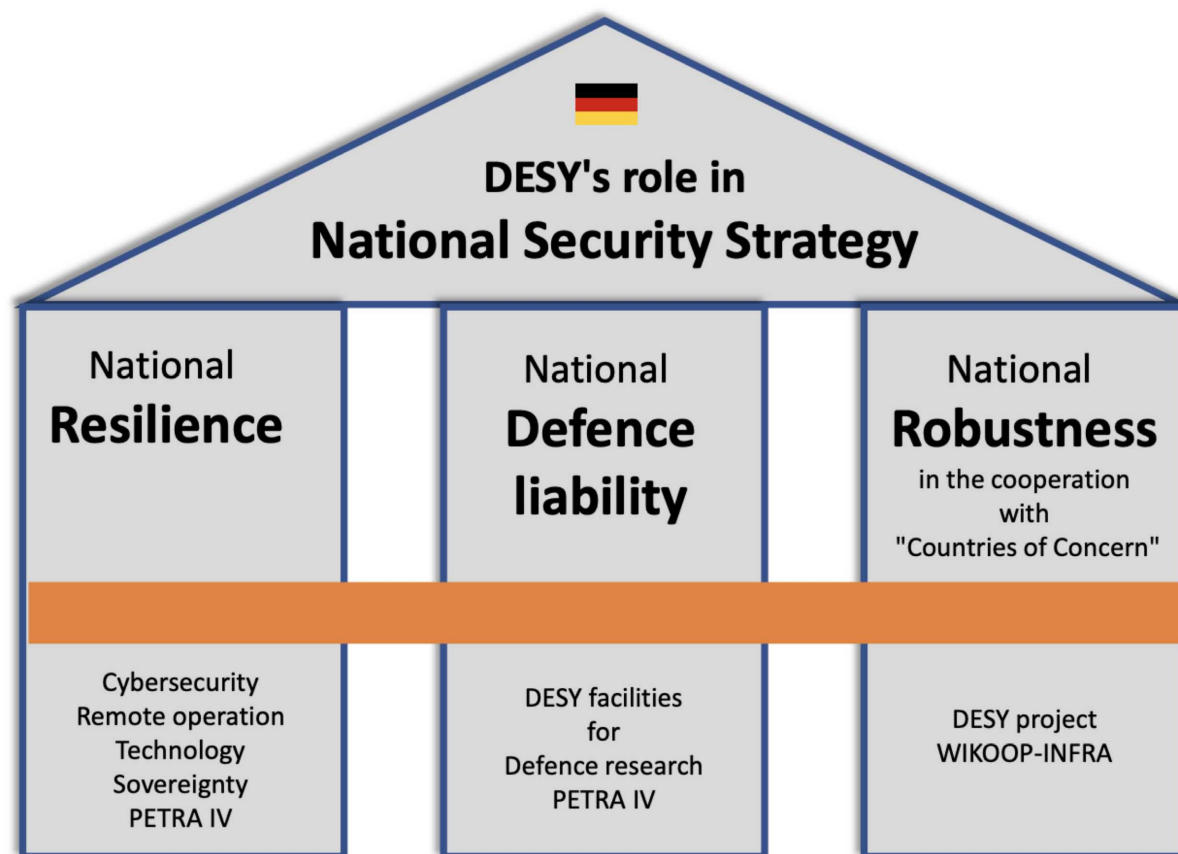 DESY's role in
National Security Strategy
National
Resilience
National
Defence
liability
National
Robustness
in the cooperation
with
"Countries of Concern"
Cybersecurity
Remote operation
Technology
Sovereignty
PETRA IV
DESY facilities
for
Defence research
PETRA IV
DESY project
WIKOOP-INFRA